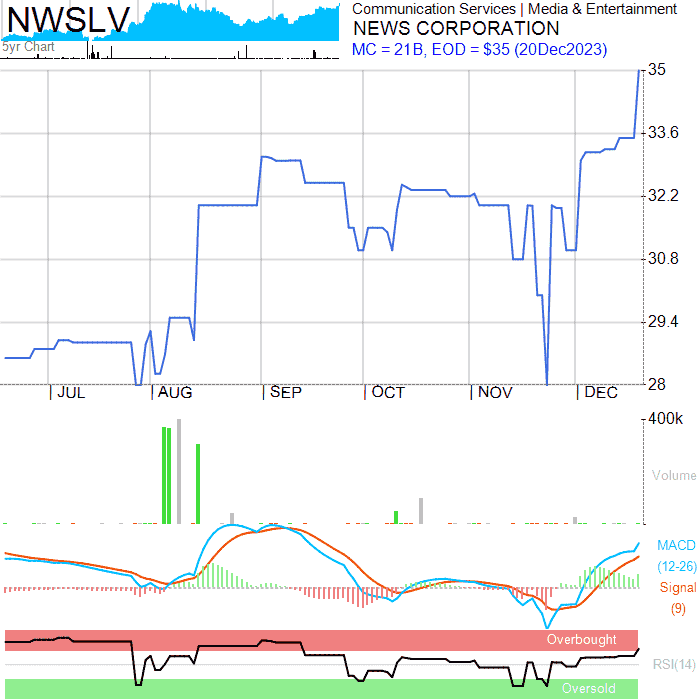 NWSLV
5yr Chart
Communication Services | Media & Entertainment
NEWS CORPORATION
MC = 21B, EOD = $35 (20Dec2023)
35
33.6
32.2
30.8
29.4
28
JUL AUG SEP OCT NOV DEC
400k
Volume
MACD
(12-26)
Signal
(9)
Overbought
RSI(14)
Oversold